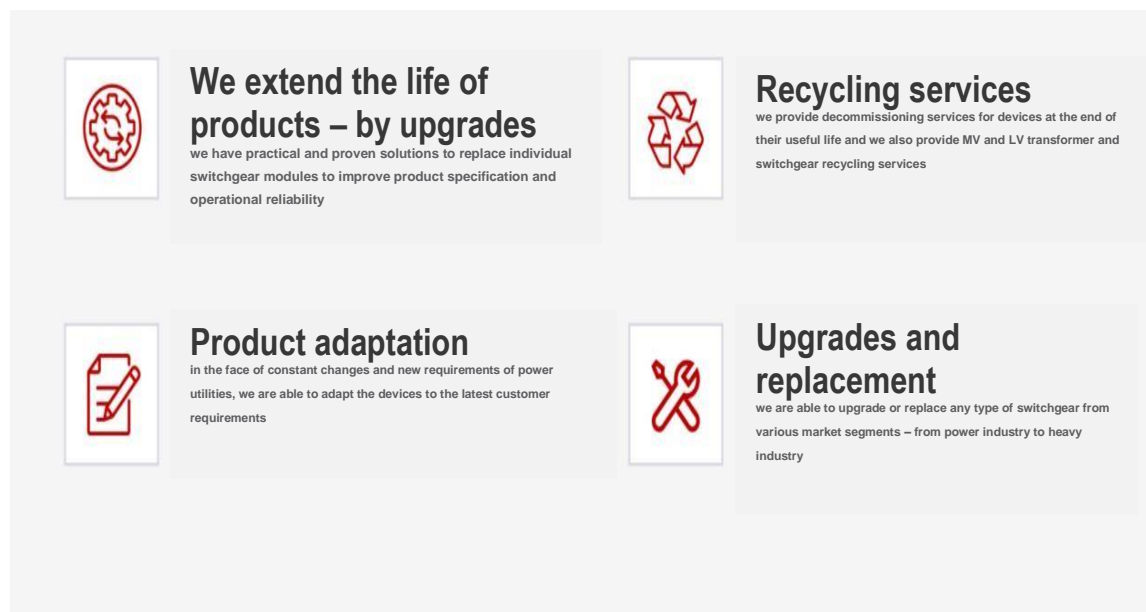 We extend the life of
products – by upgrades
we have practical and proven solutions to replace individual
switchgear modules to improve product specification and
operational reliability
Recycling services
we provide decommissioning services for devices at the end of
their useful life and we also provide MV and LV transformer and
switchgear recycling services
Product adaptation
in the face of constant changes and new requirements of power
utilities, we are able to adapt the devices to the latest customer
requirements
Upgrades and
replacement
we are able to upgrade or replace any type of switchgear from
various market segments – from power industry to heavy
industry